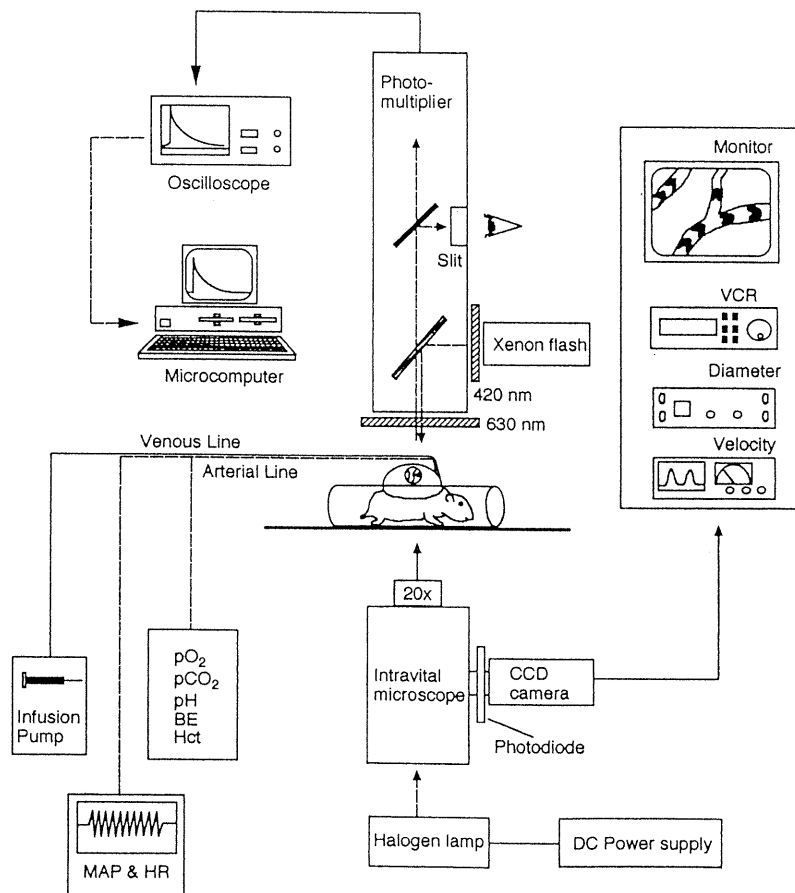 Photo-
multiplier
Oscilloscope
Slit
Microcomputer
Xenon flash
420 nm
630 nm
Monitor
VCR
Diameter
Velocity
Venous Line
Arterial Line
20x
Infusion
Pump
pO₂
pCO₂
pH
BE
Hct
Intravital
microscope
CCD
camera
Photodiode
MAP & HR
Halogen lamp
DC Power supply